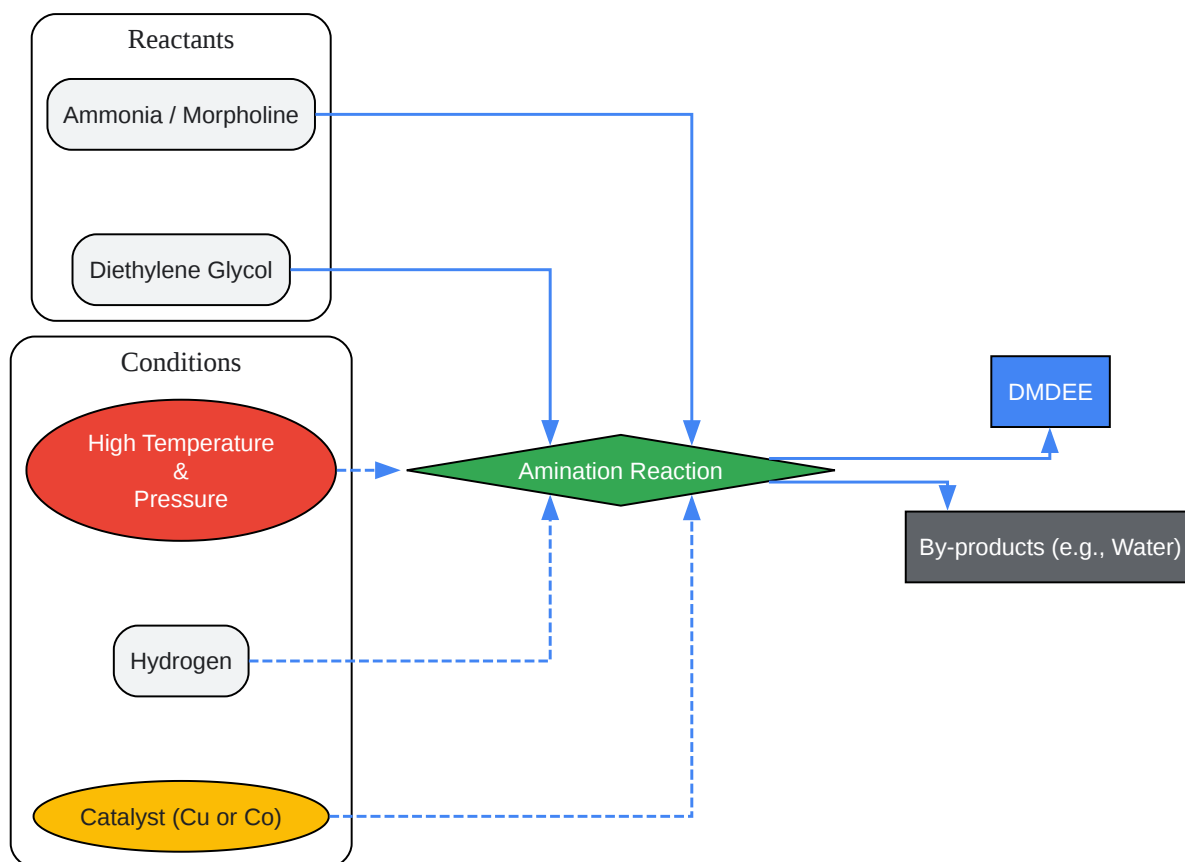 Reactants
Ammonia / Morpholine
Diethylene Glycol
Conditions
High Temperature
&
Pressure
Amination Reaction
DMDEE
By-products (e.g., Water)
Hydrogen
Catalyst (Cu or Co)